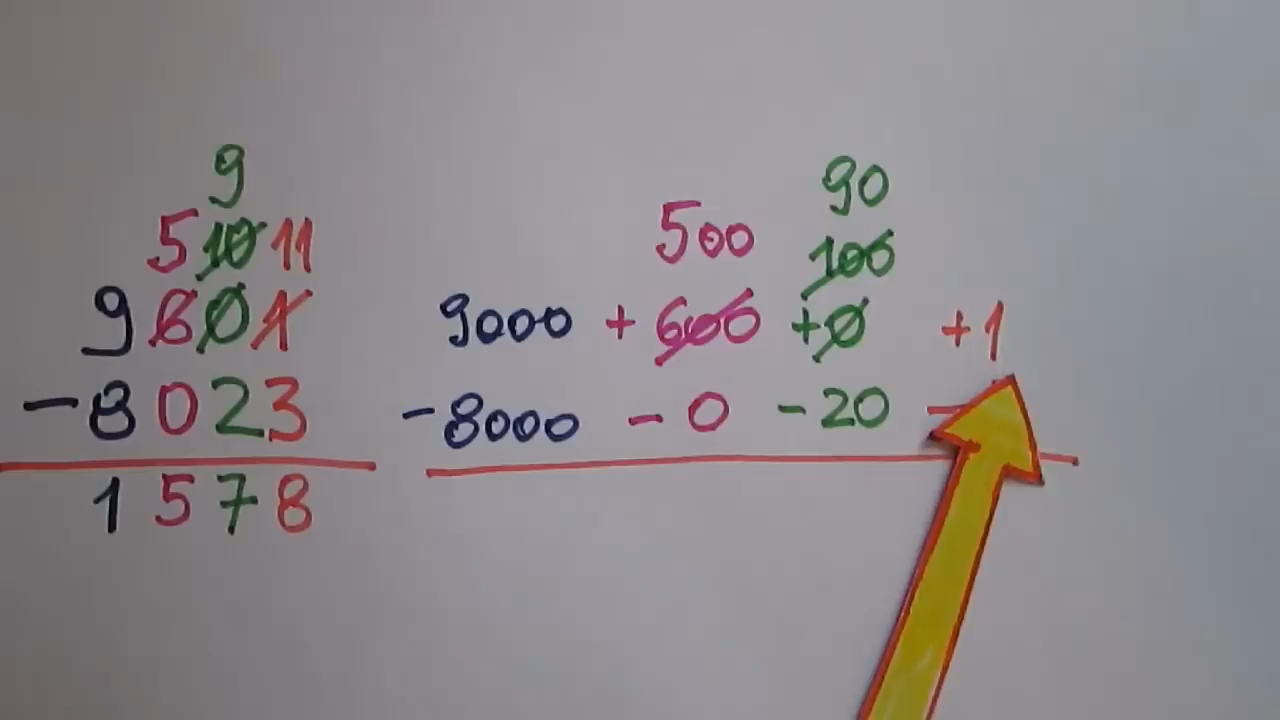 9
5 10 11
9 6 0 1
- 8 0 2 3
1 5 7 8
90
500 100
9000 + 600 + 0 + 1
- 8000 - 0 - 20 -